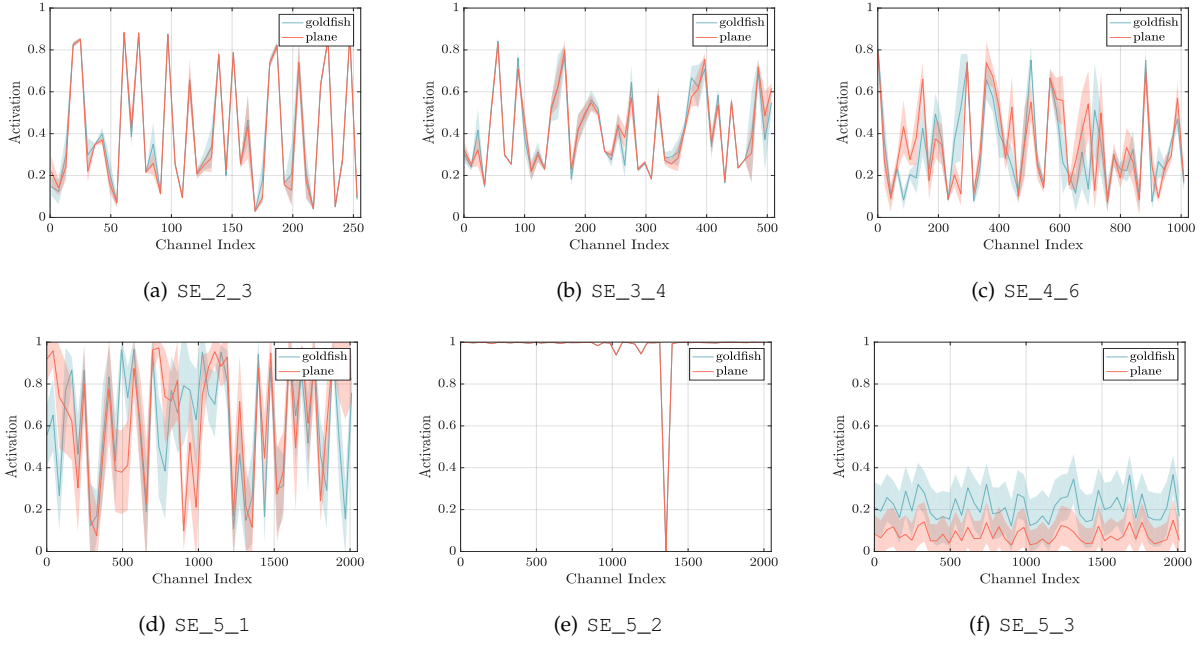 goldfish
plane
1
0.8
0.6
0.4
0.2
0
Activation
0 50 100 150 200 250
Channel Index
(a) SE_2_3
goldfish
plane
1
0.8
0.6
0.4
0.2
0
Activation
0 100 200 300 400 500
Channel Index
(b) SE_3_4
goldfish
plane
1
0.8
0.6
0.4
0.2
0
Activation
0 200 400 600 800 1000
Channel Index
(c) SE_4_6
goldfish
plane
1
0.8
0.6
0.4
0.2
0
Activation
0 500 1000 1500 2000
Channel Index
(d) SE_5_1
goldfish
plane
1
0.8
0.6
0.4
0.2
0
Activation
0 500 1000 1500 2000
Channel Index
(e) SE_5_2
goldfish
plane
1
0.8
0.6
0.4
0.2
0
Activation
0 500 1000 1500 2000
Channel Index
(f) SE_5_3